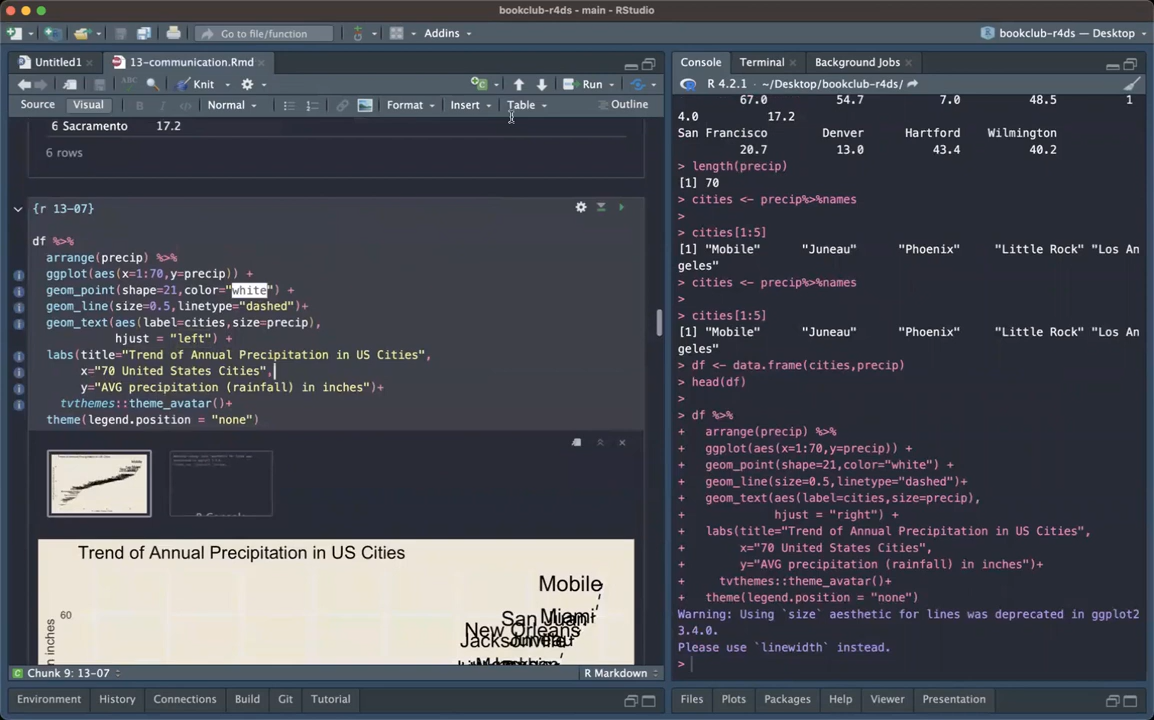 bookclub-r4ds - main - RStudio
Go to file/function
Addins
bookclub-r4ds — Desktop
Untitled1
13-communication.Rmd
Knit
Run
Source
Visual
B
I
Normal
Format
Insert
Table
Outline
6 Sacramento 17.2
6 rows
{r 13-07}
df %>%
arrange(precip) %>%
ggplot(aes(x=1:70,y=precip)) +
geom_point(shape=21,color="white") +
geom_line(size=0.5,linetype="dashed")+
geom_text(aes(label=cities,size=precip),
hjust = "left") +
labs(title="Trend of Annual Precipitation in US Cities",
x="70 United States Cities",
y="AVG precipitation (rainfall) in inches")+
tvthemes::theme_avatar()+
theme(legend.position = "none")
Trend of Annual Precipitation in US Cities
60
in inches
Mobile
Miami
San Juan
New Orleans
Jacksonville
Chunk 9: 13-07
R Markdown
Environment
History
Connections
Build
Git
Tutorial
Console
Terminal
Background Jobs
R 4.2.1 · ~/Desktop/bookclub-r4ds/
67.0 54.7 7.0 48.5 1
4.0 17.2
San Francisco Denver Hartford Wilmington
20.7 13.0 43.4 40.2
> length(precip)
[1] 70
> cities <- precip%>%names
>
> cities[1:5]
[1] "Mobile" "Juneau" "Phoenix" "Little Rock" "Los An
geles"
> cities <- precip%>%names
>
> cities[1:5]
[1] "Mobile" "Juneau" "Phoenix" "Little Rock" "Los An
geles"
> df <- data.frame(cities,precip)
> head(df)
>
> df %>%
+ arrange(precip) %>%
+ ggplot(aes(x=1:70,y=precip)) +
+ geom_point(shape=21,color="white") +
+ geom_line(size=0.5,linetype="dashed")+
+ geom_text(aes(label=cities,size=precip),
+ hjust = "right") +
+ labs(title="Trend of Annual Precipitation in US Cities",
+ x="70 United States Cities",
+ y="AVG precipitation (rainfall) in inches")+
+ tvthemes::theme_avatar()+
+ theme(legend.position = "none")
Warning: Using `size` aesthetic for lines was deprecated in ggplot2
3.4.0.
Please use `linewidth` instead.
>
Files
Plots
Packages
Help
Viewer
Presentation